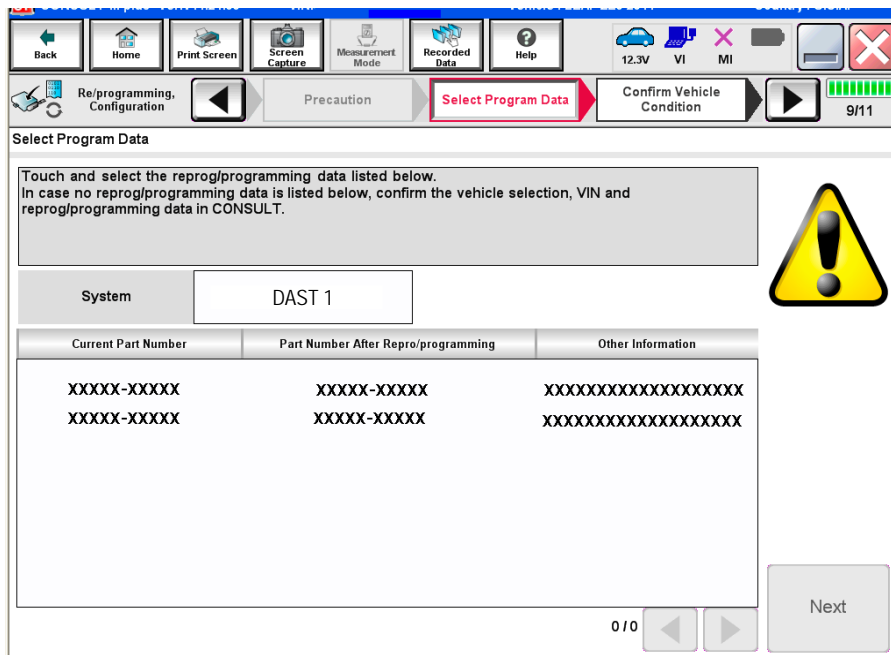 Back
Home
Print Screen
Screen Capture
Measurement Mode
Recorded Data
Help
12.3V
VI
MI
Re/programming, Configuration
Precaution
Select Program Data
Confirm Vehicle Condition
9/11
Select Program Data
Touch and select the reprog/programming data listed below.
In case no reprog/programming data is listed below, confirm the vehicle selection, VIN and
reprog/programming data in CONSULT.
System
DAST 1
Current Part Number
Part Number After Repro/programming
Other Information
XXXXX-XXXXX
XXXXX-XXXXX
XXXXXXXXXXXXXXXXXXX
XXXXX-XXXXX
XXXXX-XXXXX
XXXXXXXXXXXXXXXXXXX
0/0
Next